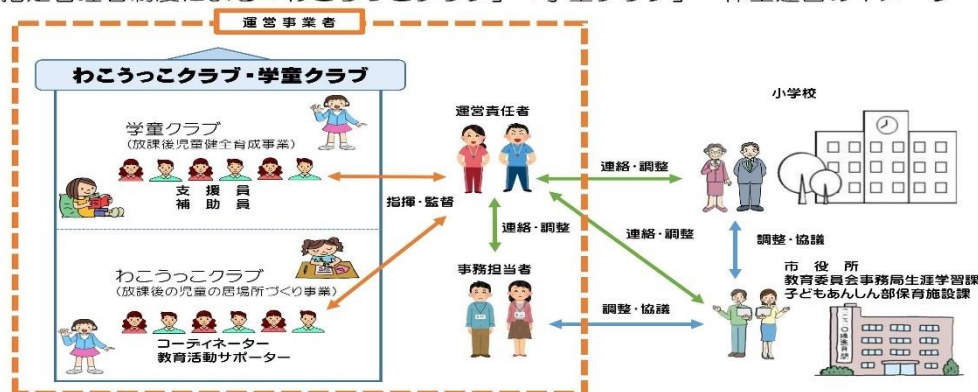 運営事業者
わこうっこクラブ・学童クラブ
学童クラブ
(放課後児童健全育成事業)
支援員
補助員
わこうっこクラブ
(放課後の児童の居場所づくり事業)
コーディネーター
教育活動サポーター
運営責任者
指揮・監督
連絡・調整
事務担当者
連絡・調整
連絡・調整
調整・協議
小学校
調整・協議
市役所
教育委員会事務局生涯学習課
子どもあんしん部保育施設課